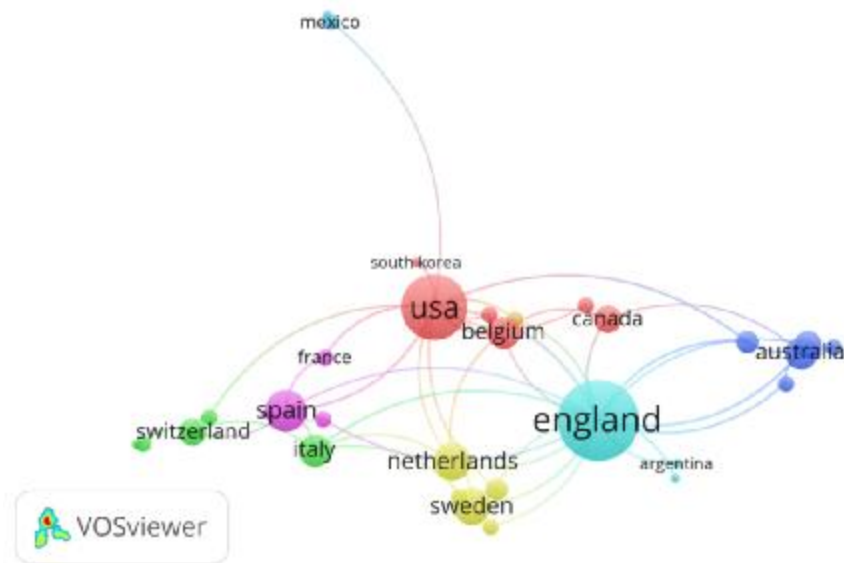 mexico
south korea
usa
belgium
canada
france
australia
spain
england
switzerland
italy
netherlands
argentina
sweden
VOSviewer